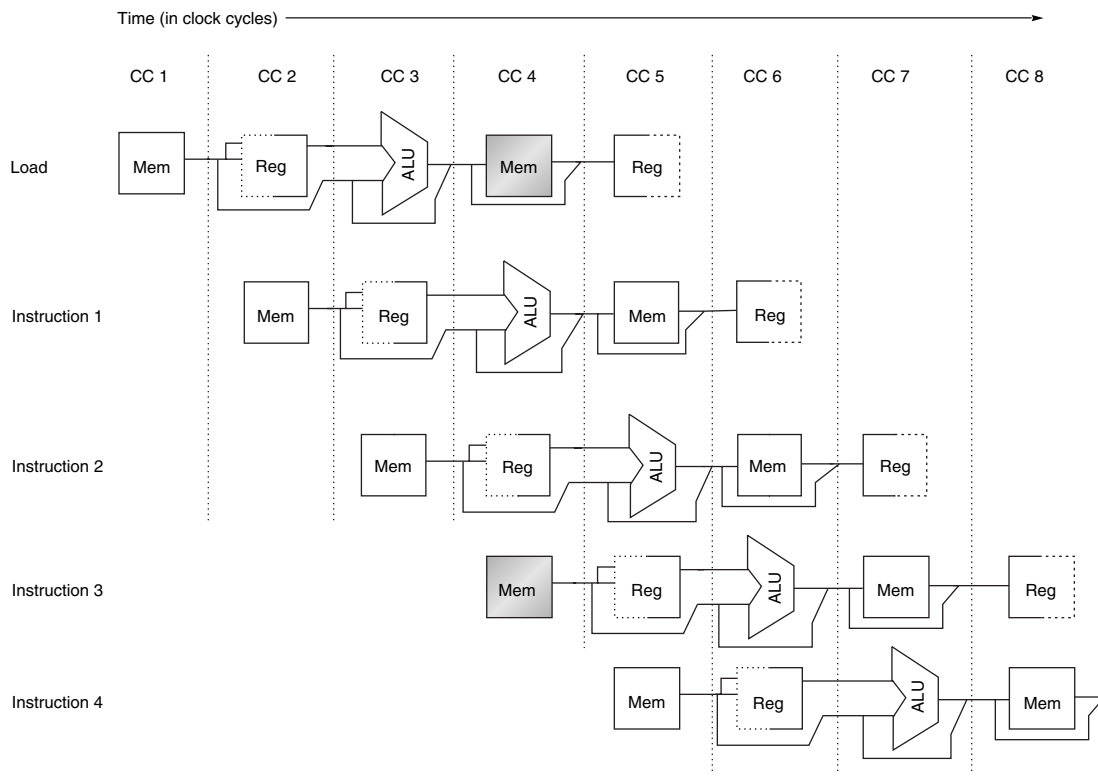 Time (in clock cycles)
CC 1 CC 2 CC 3 CC 4 CC 5 CC 6 CC 7 CC 8
Load Mem Reg ALU Mem Reg
Instruction 1 Mem Reg ALU Mem Reg
Instruction 2 Mem Reg ALU Mem Reg
Instruction 3 Mem Reg ALU Mem Reg
Instruction 4 Mem Reg ALU Mem